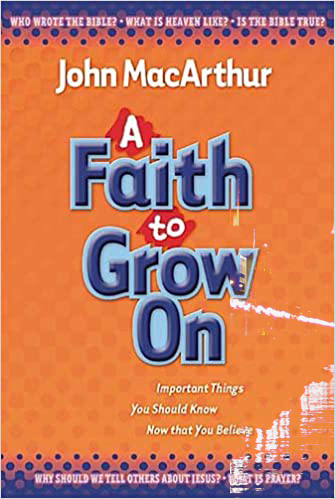 WHO WROTE THE BIBLE? • WHAT IS HEAVEN LIKE? • IS THE BIBLE TRUE?
John MacArthur
A
Faith
to
Grow
On
Important Things
You Should Know
Now that You Believe
WHY SHOULD WE TELL OTHERS ABOUT JESUS? • IS PRAYER?